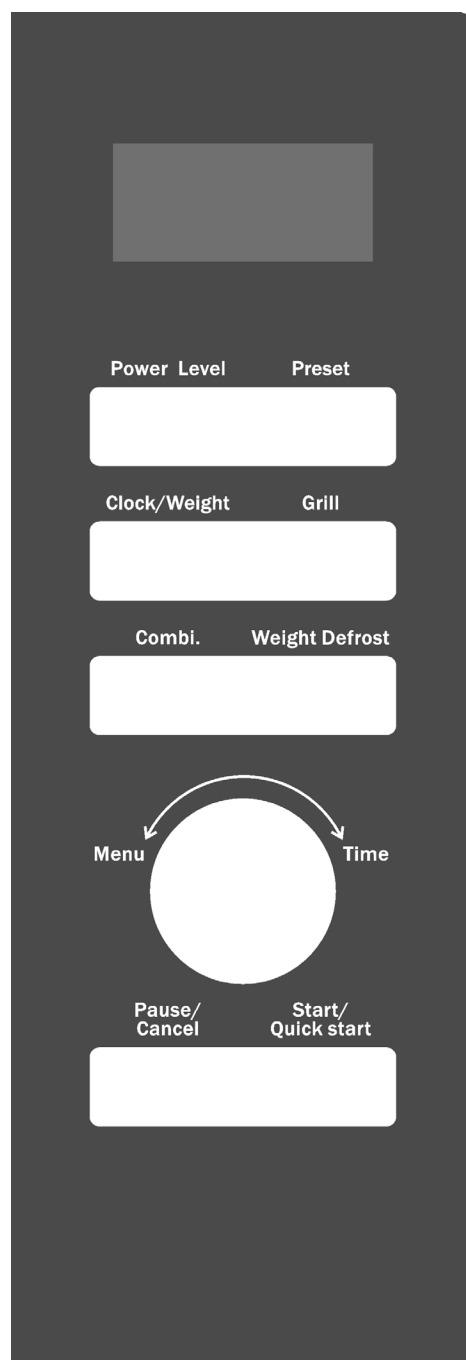 Power Level Preset
Clock/Weight Grill
Combi. Weight Defrost
Menu Time
Pause/ Start/
Cancel Quick start